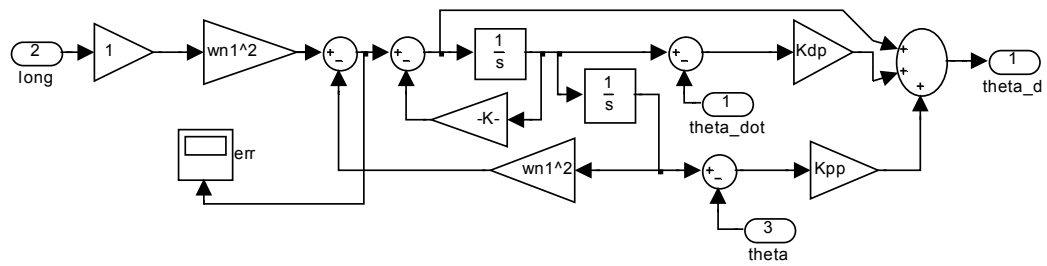 2
long
1
wn1^2
+
−
+
−
1
s
1
s
-K-
+
−
1
theta_dot
Kdp
+
+
+
1
theta_d
err
wn1^2
+
−
Kpp
3
theta